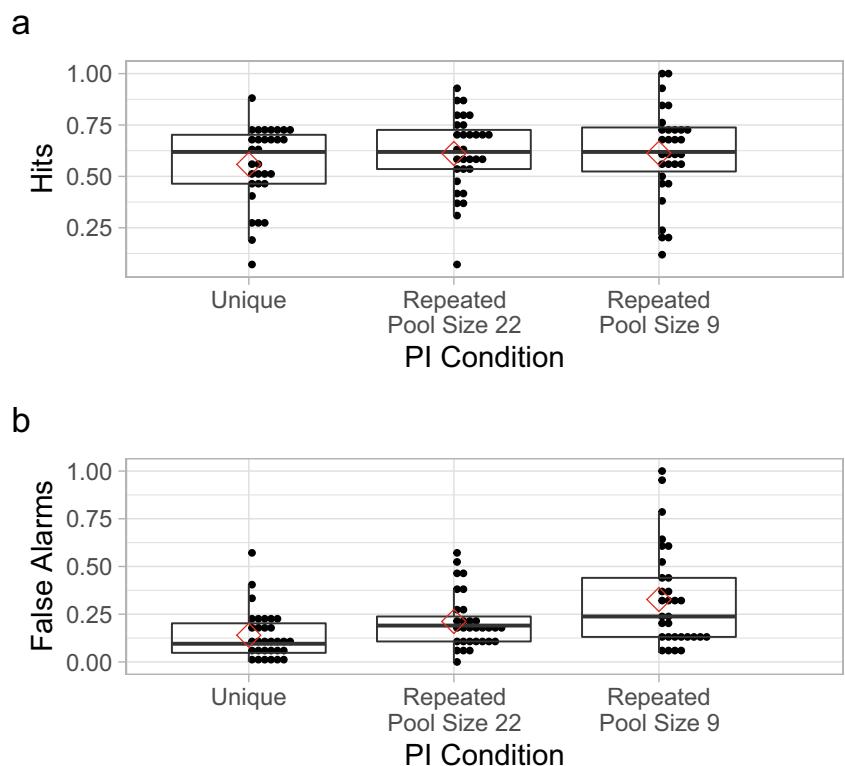 a
1.00
0.75
0.50
0.25
Hits
Unique
Repeated
Pool Size 22
Repeated
Pool Size 9
PI Condition
b
1.00
0.75
0.50
0.25
0.00
False Alarms
Unique
Repeated
Pool Size 22
Repeated
Pool Size 9
PI Condition